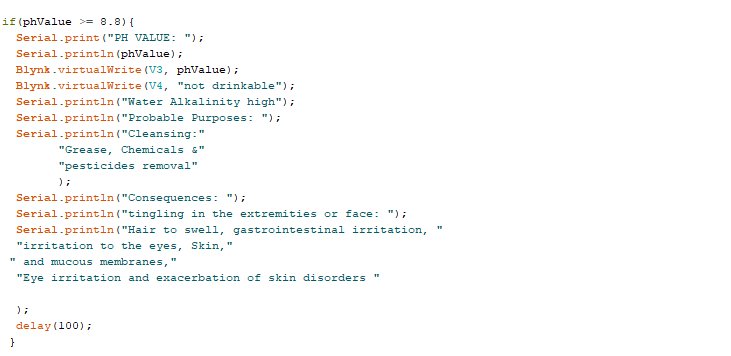 if(phValue >= 8.8){
Serial.print("PH VALUE: ");
Serial.println(phValue);
Blynk.virtualWrite(V3, phValue);
Blynk.virtualWrite(V4, "not drinkable");
Serial.println("Water Alkalinity high");
Serial.println("Probable Purposes: ");
Serial.println("Cleansing:"
"Grease, Chemicals &"
"pesticides removal"
);
Serial.println("Consequences: ");
Serial.println("tingling in the extremities or face: ");
Serial.println("Hair to swell, gastrointestinal irritation, "
"irritation to the eyes, Skin,"
" and mucous membranes,"
"Eye irritation and exacerbation of skin disorders "
);
delay(100);
}